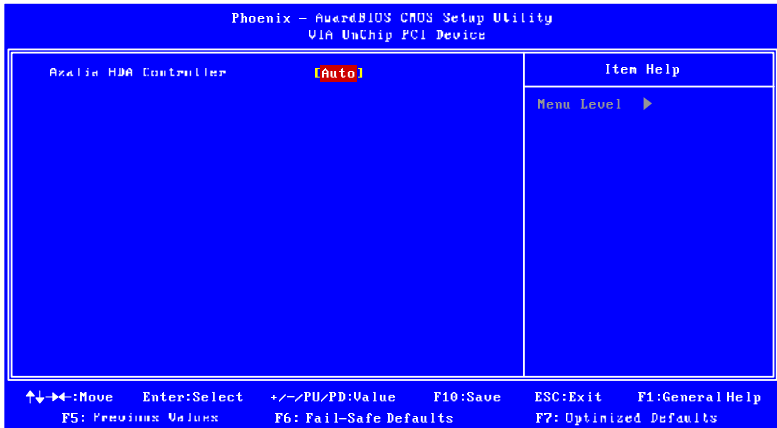 Phoenix - AwardBIOS CMOS Setup Utility
VIA OnChip PCI Device
Azalia HDA Controller [Auto]
Item Help
Menu Level ▶
↑↓→←:Move Enter:Select +/-/PU/PD:Value F10:Save ESC:Exit F1:General Help
F5: Previous Values F6: Fail-Safe Defaults F7: Optimized Defaults